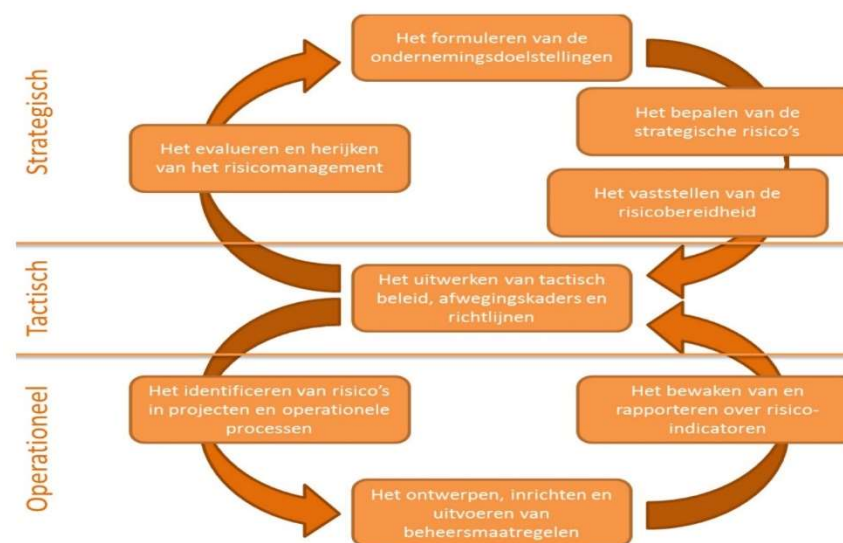 Strategisch
Het formuleren van de
ondernemingsdoelstellingen
Het bepalen van de
strategische risico's
Het evalueren en herijken
van het risicomanagement
Het vaststellen van de
risicobereidheid
Tactisch
Het uitwerken van tactisch
beleid, afwegingskaders en
richtlijnen
Operationeel
Het identificeren van risico's
in projecten en operationele
processen
Het bewaken van en
rapporteren over risico-
indicatoren
Het ontwerpen, inrichten en
uitvoeren van
beheersmaatregelen